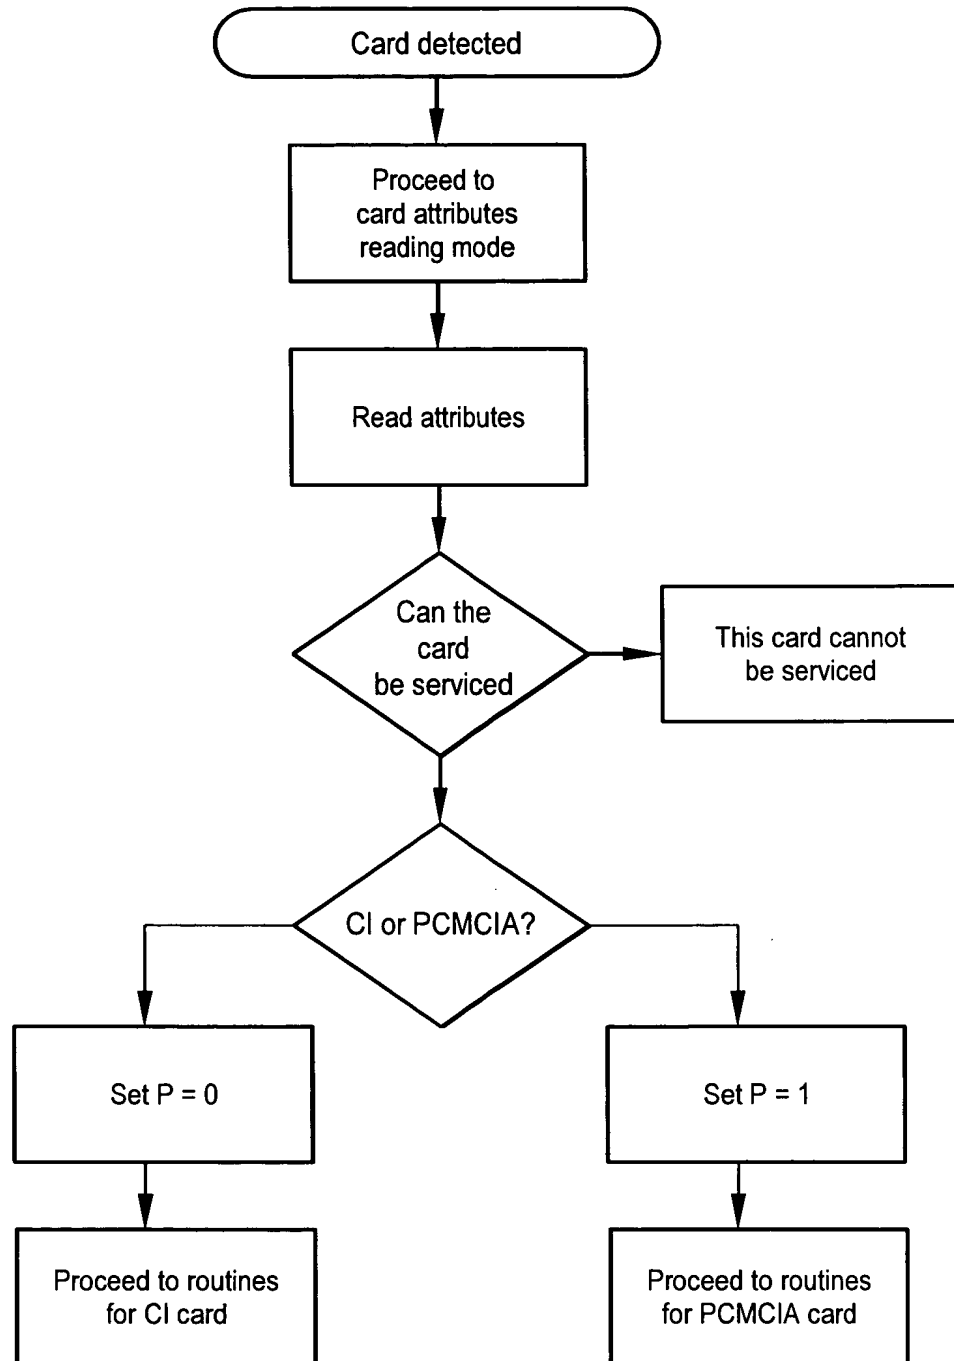 Card detected
Proceed to
card attributes
reading mode
Read attributes
Can the
card
be serviced
This card cannot
be serviced
CI or PCMCIA?
Set P = 0
Set P = 1
Proceed to routines
for CI card
Proceed to routines
for PCMCIA card